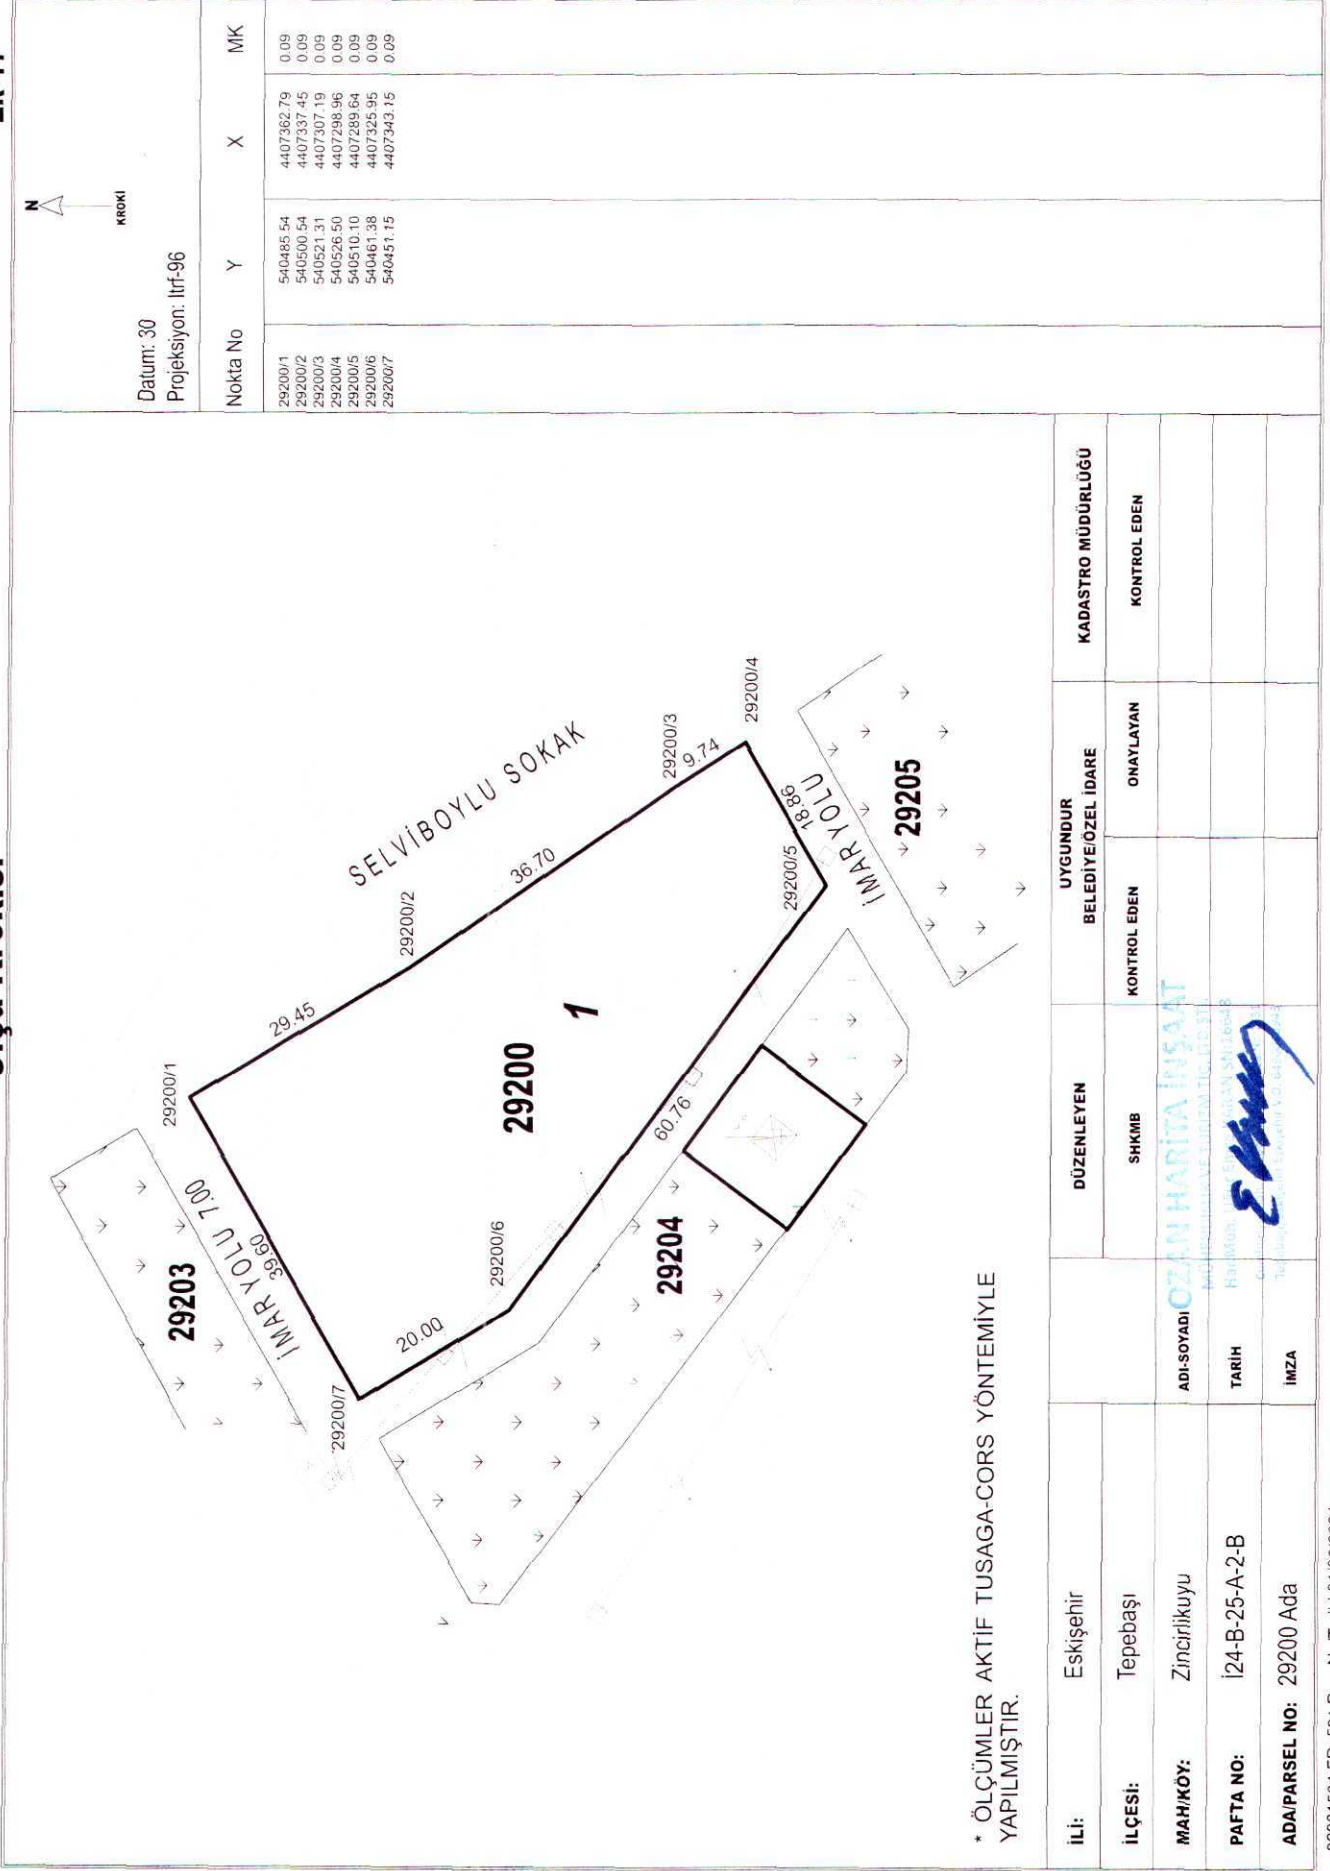 N
KROKİ
Datum: 30
Projeksiyon: Itrf-96
Nokta No Y X MK
29200/1 540485.54 4407362.79 0.09
29200/2 540500.54 4407337.45 0.09
29200/3 540521.31 4407307.19 0.09
29200/4 540526.50 4407298.96 0.09
29200/5 540510.10 4407289.64 0.09
29200/6 540461.38 4407325.95 0.09
29200/7 540451.15 4407343.15 0.09
29203
İMAR YOLU 7.00
39.60
29200/1
29.45
29200/2
SELVİBOYLU SOKAK
36.70
29200/3
9.74
29200/4
18.86
İMAR YOLU
29200/5
29205
29200
1
60.76
29200/6
20.00
29200/7
29204
* ÖLÇÜMLER AKTİF TUSAGA-CORS YÖNTEMİYLE
YAPILMIŞTIR.
İLİ: Eskişehir
İLÇESİ: Tepebaşı
MAH/KÖY: Zincirlikuyu
PAFTA NO: İ24-B-25-A-2-B
ADA/PARSEL NO: 29200 Ada
DÜZENLEYEN
UYGUNDUR
BELEDİYE/ÖZEL İDARE
KADASTRO MÜDÜRLÜĞÜ
SHKMB
KONTROL EDEN
ONAYLAYAN
KONTROL EDEN
ADI-SOYADI
TARİH
İMZA
OZAN HARİTA İNŞAAT